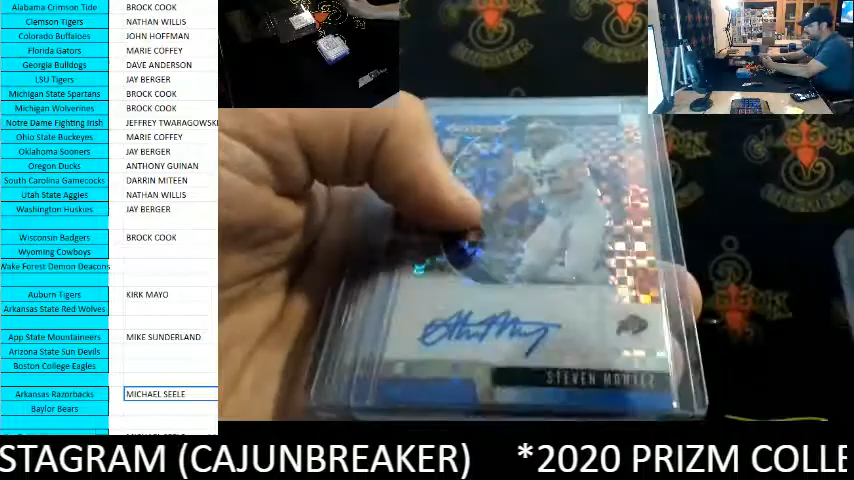 Alabama Crimson Tide BROCK COOK
Clemson Tigers NATHAN WILLIS
Colorado Buffaloes JOHN HOFFMAN
Florida Gators MARIE COFFEY
Georgia Bulldogs DAVE ANDERSON
LSU Tigers JAY BERGER
Michigan State Spartans BROCK COOK
Michigan Wolverines BROCK COOK
Notre Dame Fighting Irish JEFFREY TWARAGOWSK
Ohio State Buckeyes MARIE COFFEY
Oklahoma Sooners JAY BERGER
Oregon Ducks ANTHONY GUINAN
South Carolina Gamecocks DARRIN MITEEN
Utah State Aggies NATHAN WILLIS
Washington Huskies JAY BERGER
Wisconsin Badgers BROCK COOK
Wyoming Cowboys
Wake Forest Demon Deacons
Auburn Tigers KIRK MAYO
Arkansas State Red Wolves
App State Mountaineers MIKE SUNDERLAND
Arizona State Sun Devils
Boston College Eagles
Arkansas Razorbacks MICHAEL SEELE
Baylor Bears
STEVEN MONTEZ
STAGRAM (CAJUNBREAKER) *2020 PRIZM COLLE